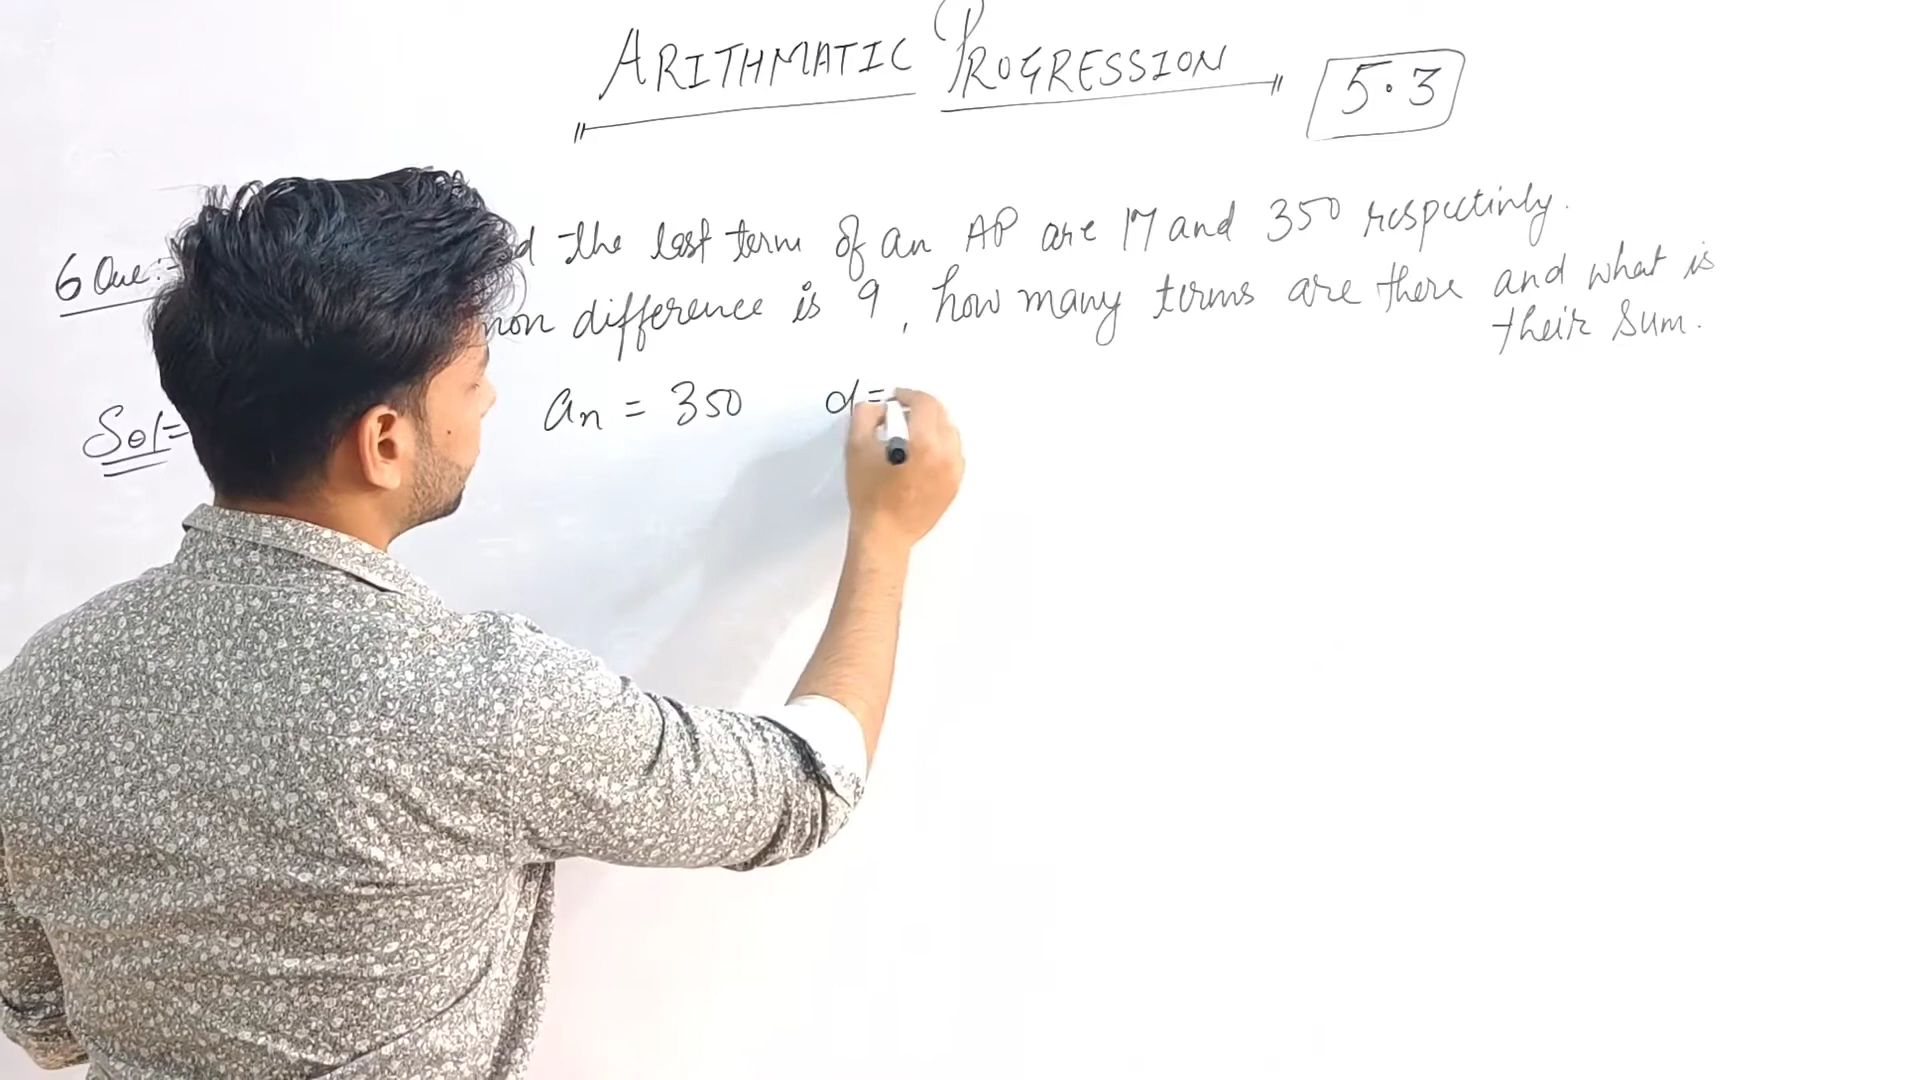 ARITHMATIC PROGRESSION 5.3
6 Que:- the last term of an AP are 17 and 350 respectively.
difference is 9, how many terms are there and what is
their sum.
Sol= an = 350 d=